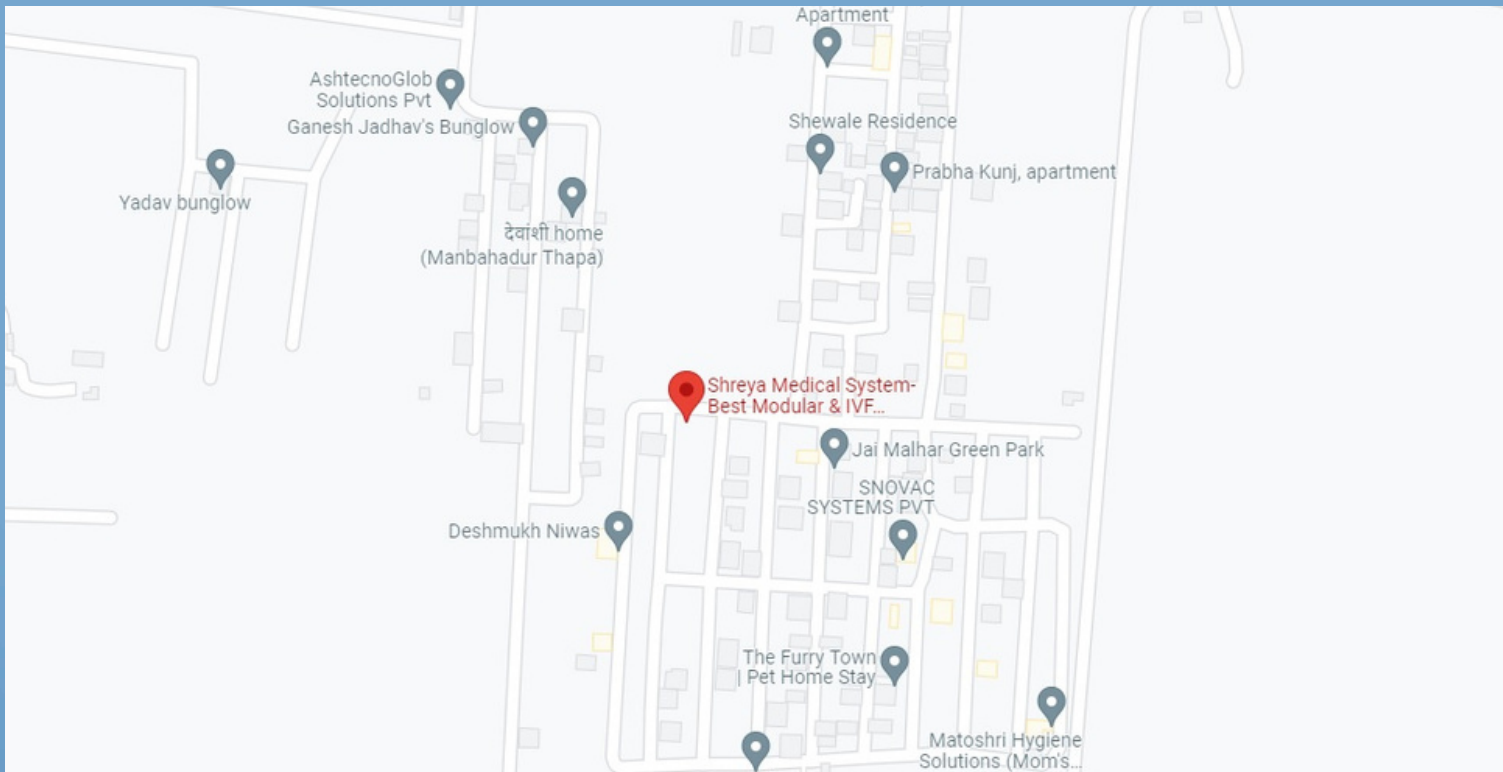 Apartment
AshtecnoGlob
Solutions Pvt
Ganesh Jadhav's Bunglow
Shewale Residence
Prabha Kunj, apartment
Yadav bunglow
देवांशी home
(Manbahadur Thapa)
Shreya Medical System-
Best Modular & IVF...
Jai Malhar Green Park
SNOVAC
SYSTEMS PVT
Deshmukh Niwas
The Furry Town
| Pet Home Stay
Matoshri Hygiene
Solutions (Mom's...